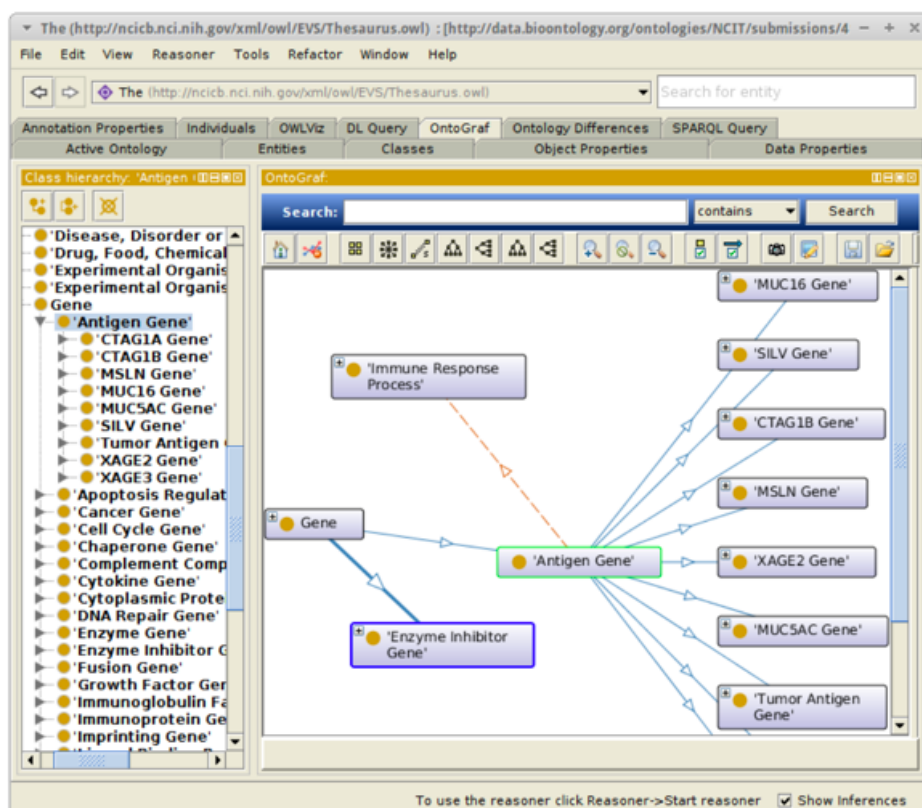 The (http://ncicb.nci.nih.gov/xml/owl/EVS/Thesaurus.owl) : [http://data.bioontology.org/ontologies/NCIT/submissions/4
File Edit View Reasoner Tools Refactor Window Help
The (http://ncicb.nci.nih.gov/xml/owl/EVS/Thesaurus.owl)
Search for entity
Annotation Properties Individuals OWLViz DL Query OntoGraf Ontology Differences SPARQL Query
Active Ontology Entities Classes Object Properties Data Properties
Class hierarchy: 'Antigen
'Disease, Disorder or
'Drug, Food, Chemical
'Experimental Organis
'Experimental Organis
Gene
'Antigen Gene'
'CTAG1A Gene'
'CTAG1B Gene'
'MSLN Gene'
'MUC16 Gene'
'MUC5AC Gene'
'SILV Gene'
'Tumor Antigen
'XAGE2 Gene'
'XAGE3 Gene'
'Apoptosis Regulat
'Cancer Gene'
'Cell Cycle Gene'
'Chaperone Gene'
'Complement Comp
'Cytokine Gene'
'Cytoplasmic Prote
'DNA Repair Gene'
'Enzyme Gene'
'Enzyme Inhibitor G
'Fusion Gene'
'Growth Factor Ger
'Immunoglobulin Fa
'Immunoprotein Ge
'Imprinting Gene'
OntoGraf:
Search: contains Search
'MUC16 Gene'
'Immune Response
Process'
'SILV Gene'
'CTAG1B Gene'
'MSLN Gene'
Gene
'Antigen Gene'
'XAGE2 Gene'
'Enzyme Inhibitor
Gene'
'MUC5AC Gene'
'Tumor Antigen
Gene'
To use the reasoner click Reasoner->Start reasoner Show Inferences